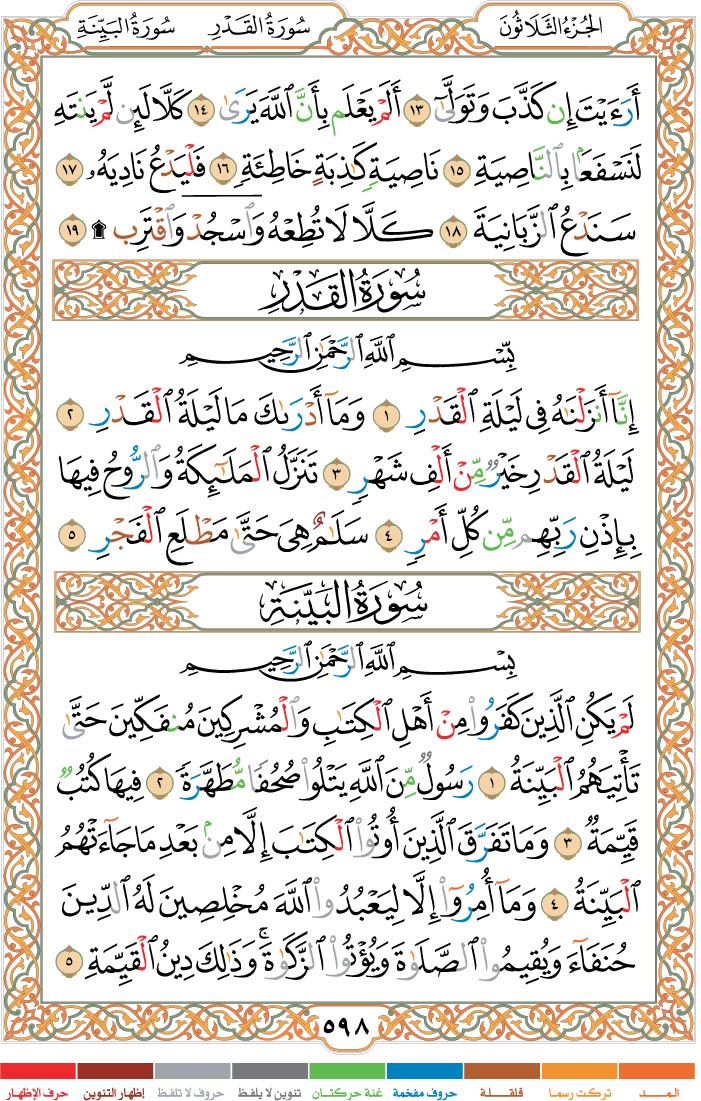 الجُزْءُ الثَّلَاثُونَ
سُورَةُ القَدْرِ سُورَةُ البَيِّنَةِ
أَرَءَيْتَ إِن كَذَّبَ وَتَوَلَّىٰٓ ١٣ أَلَمْ يَعْلَم بِأَنَّ ٱللَّهَ يَرَىٰ ١٤ كَلَّا لَئِن لَّمْ يَنتَهِ
لَنَسْفَعًۢا بِٱلنَّاصِيَةِ ١٥ نَاصِيَةٍ كَٰذِبَةٍ خَاطِئَةٍ ١٦ فَلْيَدْعُ نَادِيَهُۥ ١٧
سَنَدْعُ ٱلزَّبَانِيَةَ ١٨ كَلَّا لَا تُطِعْهُ وَٱسْجُدْ وَٱقْتَرِب ۩ ١٩
سُورَةُ القَدْرِ
بِسْمِ ٱللَّهِ ٱلرَّحْمَٰنِ ٱلرَّحِيمِ
إِنَّآ أَنزَلْنَٰهُ فِى لَيْلَةِ ٱلْقَدْرِ ١ وَمَآ أَدْرَىٰكَ مَا لَيْلَةُ ٱلْقَدْرِ ٢
لَيْلَةُ ٱلْقَدْرِ خَيْرٌ مِّنْ أَلْفِ شَهْرٍ ٣ تَنَزَّلُ ٱلْمَلَٰٓئِكَةُ وَٱلرُّوحُ فِيهَا
بِإِذْنِ رَبِّهِم مِّن كُلِّ أَمْرٍ ٤ سَلَٰمٌ هِىَ حَتَّىٰ مَطْلَعِ ٱلْفَجْرِ ٥
سُورَةُ البَيِّنَةِ
بِسْمِ ٱللَّهِ ٱلرَّحْمَٰنِ ٱلرَّحِيمِ
لَمْ يَكُنِ ٱلَّذِينَ كَفَرُوا۟ مِنْ أَهْلِ ٱلْكِتَٰبِ وَٱلْمُشْرِكِينَ مُنفَكِّينَ حَتَّىٰ
تَأْتِيَهُمُ ٱلْبَيِّنَةُ ١ رَسُولٌ مِّنَ ٱللَّهِ يَتْلُوا۟ صُحُفًا مُّطَهَّرَةً ٢ فِيهَا كُتُبٌ
قَيِّمَةٌ ٣ وَمَا تَفَرَّقَ ٱلَّذِينَ أُوتُوا۟ ٱلْكِتَٰبَ إِلَّا مِنۢ بَعْدِ مَا جَآءَتْهُمُ
ٱلْبَيِّنَةُ ٤ وَمَآ أُمِرُوٓا۟ إِلَّا لِيَعْبُدُوا۟ ٱللَّهَ مُخْلِصِينَ لَهُ ٱلدِّينَ
حُنَفَآءَ وَيُقِيمُوا۟ ٱلصَّلَوٰةَ وَيُؤْتُوا۟ ٱلزَّكَوٰةَ ۚ وَذَٰلِكَ دِينُ ٱلْقَيِّمَةِ ٥
٥٩٨
المــــد تركت رسما قلقــلة حروف مفخمة غنة حركتان تنوين لا يلفظ حروف لا تلفظ إظهار التنوين حرف الإظهار